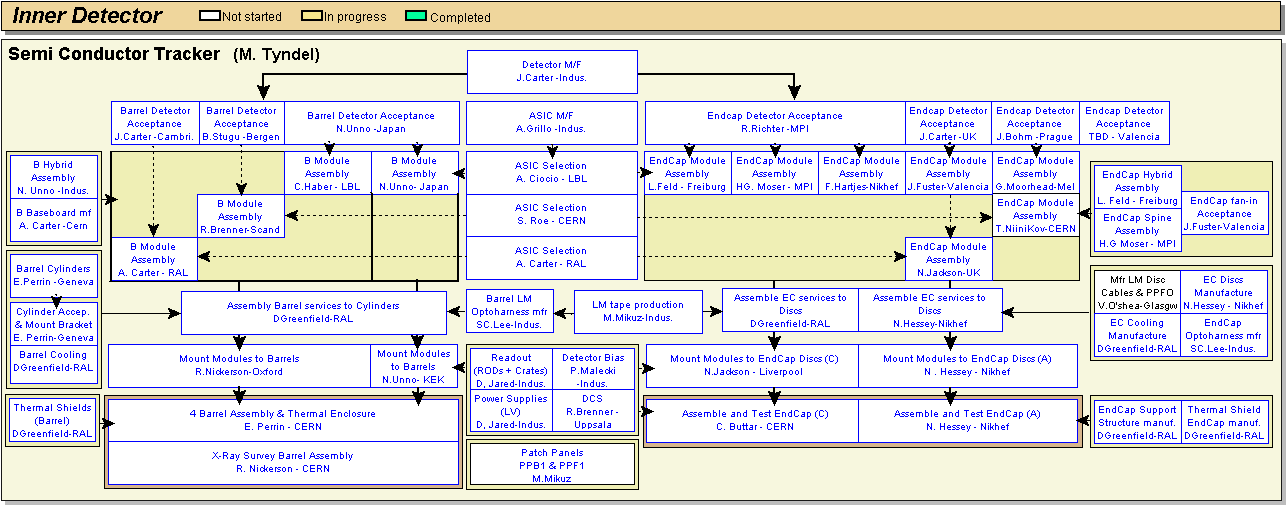 Inner Detector
Not started
In progress
Completed
Semi Conductor Tracker (M. Tyndel)
Detector M/F
J.Carter -Indus.
Barrel Detector
Acceptance
J.Carter-Cambri.
Barrel Detector
Acceptance
B.Stugu -Bergen
Barrel Detector Acceptance
N.Unno -Japan
ASIC M/F
A.Grillo -Indus.
Endcap Detector Acceptance
R.Richter -MPI
Endcap Detector
Acceptance
J.Carter-UK
Endcap Detector
Acceptance
J.Bohm -Prague
Endcap Detector
Acceptance
TBD - Valencia
B Hybrid
Assembly
N. Unno -Indus.
B Baseboard mf
A. Carter -Cern
B Module
Assembly
C.Haber - LBL
B Module
Assembly
N.Unno- Japan
ASIC Selection
A. Ciocio - LBL
EndCap Module
Assembly
L.Feld - Freiburg
EndCap Module
Assembly
HG. Moser - MPI
EndCap Module
Assembly
F.Hartjes-Nikhef
EndCap Module
Assembly
J.Fuster-Valencia
EndCap Module
Assembly
G.Moorhead-Mel
B Module
Assembly
R.Brenner-Scand
ASIC Selection
S. Roe - CERN
EndCap Module
Assembly
T.NiiniKov-CERN
B Module
Assembly
A. Carter - RAL
ASIC Selection
A. Carter - RAL
EndCap Module
Assembly
N.Jackson-UK
EndCap Hybrid
Assembly
L. Feld - Freiburg
EndCap Spine
Assembly
H.G Moser - MPI
EndCap fan-in
Acceptance
J.Fuster-Valencia
Barrel Cylinders
E.Perrin -Geneva
Cylinder Accep.
& Mount Bracket
E. Perrin-Geneva
Barrel Cooling
DGreenfield-RAL
Assembly Barrel services to Cylinders
DGreenfield-RAL
Barrel LM
Optoharness mfr
SC.Lee-Indus.
LM tape production
M.Mikuz-Indus.
Assemble EC services to
Discs
DGreenfield-RAL
Assemble EC services to
Discs
N.Hessey-Nikhef
Mfr LM Disc
Cables & PPFO
V.O'shea-Glasgw
EC Discs
Manufacture
N.Hessey - Nikhef
EC Cooling
Manufacture
DGreenfield-RAL
EndCap
Optoharness mfr
SC.Lee-Indus.
Mount Modules to Barrels
R.Nickerson-Oxford
Mount Modules
to Barrels
N.Unno- KEK
Readout
(RODs + Crates)
D, Jared-Indus.
Detector Bias
P.Malecki
-Indus.
Power Supplies
(LV)
D, Jared-Indus.
DCS
R.Brenner -
Uppsala
Mount Modules to EndCap Discs (C)
N.Jackson - Liverpool
Mount Modules to EndCap Discs (A)
N . Hessey - Nikhef
Thermal Shields
(Barrel)
DGreenfield-RAL
4 Barrel Assembly & Thermal Enclosure
E. Perrin - CERN
X-Ray Survey Barrel Assembly
R. Nickerson - CERN
Assemble and Test EndCap (C)
C. Buttar - CERN
Assemble and Test EndCap (A)
N. Hessey - Nikhef
EndCap Support
Structure manuf.
DGreenfield-RAL
Thermal Shield
EndCap manuf.
DGreenfield-RAL
Patch Panels
PPB1 & PPF1
M.Mikuz